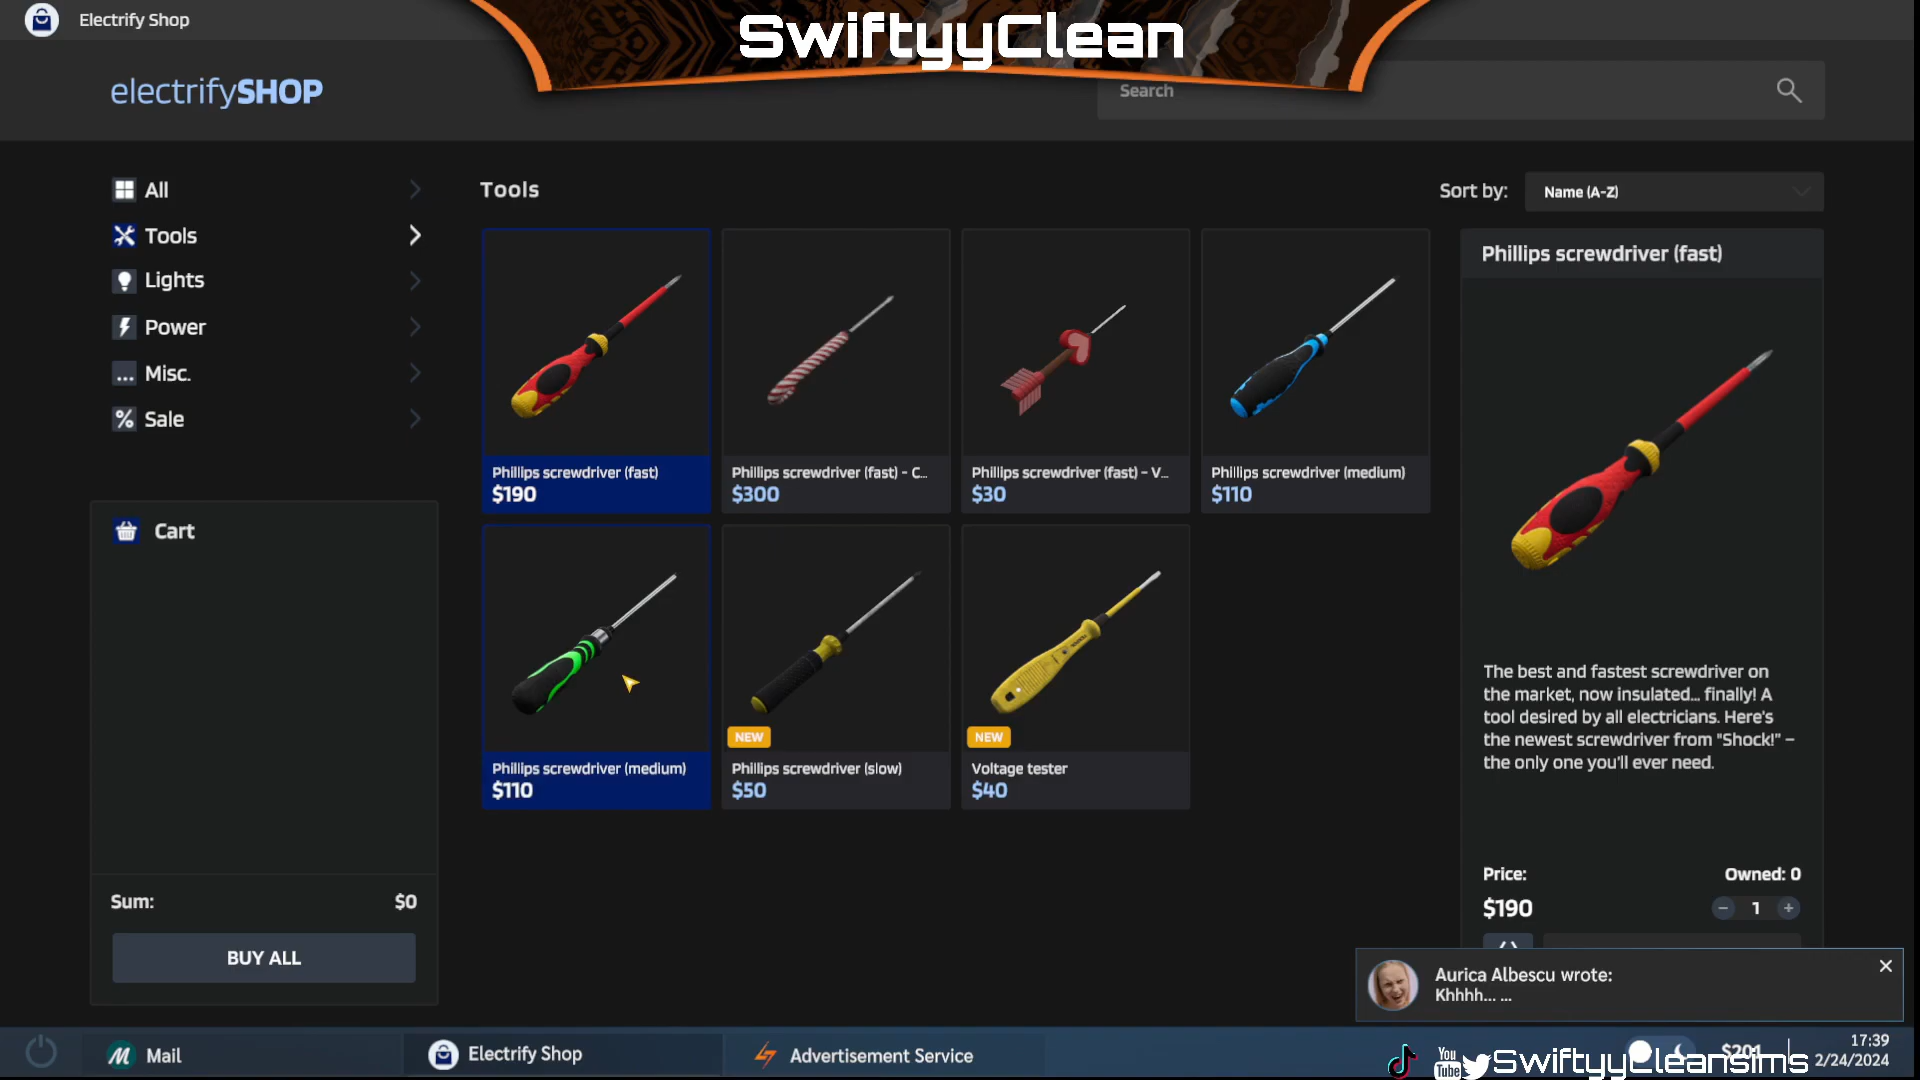 Electrify Shop
SwiftyyClean
electrifySHOP
Search
All
Tools
Lights
Power
Misc.
Sale
Tools
Sort by:
Name (A-Z)
Phillips screwdriver (fast)
$190
Phillips screwdriver (fast) - C...
$300
Phillips screwdriver (fast) - V...
$30
Phillips screwdriver (medium)
$110
Phillips screwdriver (medium)
$110
NEW
Phillips screwdriver (slow)
$50
NEW
Voltage tester
$40
Phillips screwdriver (fast)
The best and fastest screwdriver on
the market, now insulated... finally! A
tool desired by all electricians. Here's
the newest screwdriver from "Shock!" –
the only one you'll ever need.
Price:
Owned: 0
$190
1
Cart
Sum:
$0
BUY ALL
Aurica Albescu wrote:
Khhhh... ...
Mail
Electrify Shop
Advertisement Service
You
Tube
SwiftyyCleansims
$201
17:39
2/24/2024